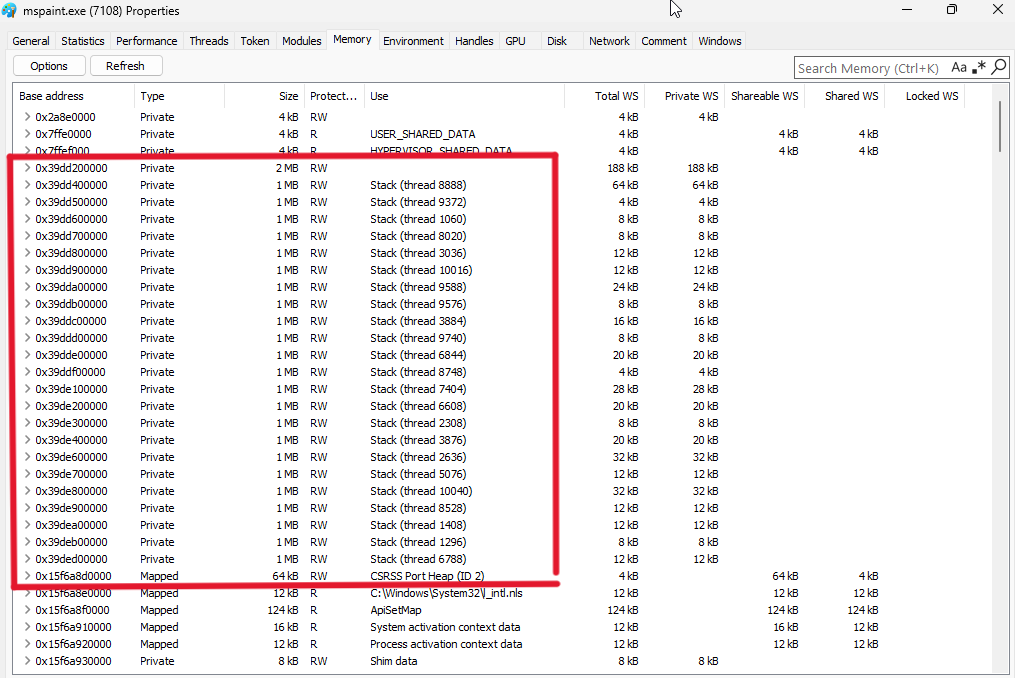 mspaint.exe (7108) Properties
General Statistics Performance Threads Token Modules Memory Environment Handles GPU Disk Network Comment Windows
Options Refresh Search Memory (Ctrl+K) Aa .*
Base address Type Size Protect... Use Total WS Private WS Shareable WS Shared WS Locked WS
0x2a8e0000 Private 4 kB RW 4 kB 4 kB
0x7ffe0000 Private 4 kB R USER_SHARED_DATA 4 kB 4 kB 4 kB
0x7ffef000 Private 4 kB R HYPERVISOR_SHARED_DATA 4 kB 4 kB 4 kB
0x39dd200000 Private 2 MB RW 188 kB 188 kB
0x39dd400000 Private 1 MB RW Stack (thread 8888) 64 kB 64 kB
0x39dd500000 Private 1 MB RW Stack (thread 9372) 4 kB 4 kB
0x39dd600000 Private 1 MB RW Stack (thread 1060) 8 kB 8 kB
0x39dd700000 Private 1 MB RW Stack (thread 8020) 8 kB 8 kB
0x39dd800000 Private 1 MB RW Stack (thread 3036) 12 kB 12 kB
0x39dd900000 Private 1 MB RW Stack (thread 10016) 12 kB 12 kB
0x39dda00000 Private 1 MB RW Stack (thread 9588) 24 kB 24 kB
0x39ddb00000 Private 1 MB RW Stack (thread 9576) 8 kB 8 kB
0x39ddc00000 Private 1 MB RW Stack (thread 3884) 16 kB 16 kB
0x39ddd00000 Private 1 MB RW Stack (thread 9740) 8 kB 8 kB
0x39dde00000 Private 1 MB RW Stack (thread 6844) 20 kB 20 kB
0x39ddf00000 Private 1 MB RW Stack (thread 8748) 4 kB 4 kB
0x39de100000 Private 1 MB RW Stack (thread 7404) 28 kB 28 kB
0x39de200000 Private 1 MB RW Stack (thread 6608) 20 kB 20 kB
0x39de300000 Private 1 MB RW Stack (thread 2308) 8 kB 8 kB
0x39de400000 Private 1 MB RW Stack (thread 3876) 20 kB 20 kB
0x39de600000 Private 1 MB RW Stack (thread 2636) 32 kB 32 kB
0x39de700000 Private 1 MB RW Stack (thread 5076) 12 kB 12 kB
0x39de800000 Private 1 MB RW Stack (thread 10040) 32 kB 32 kB
0x39de900000 Private 1 MB RW Stack (thread 8528) 12 kB 12 kB
0x39dea00000 Private 1 MB RW Stack (thread 1408) 12 kB 12 kB
0x39deb00000 Private 1 MB RW Stack (thread 1296) 8 kB 8 kB
0x39ded00000 Private 1 MB RW Stack (thread 6788) 12 kB 12 kB
0x15f6a8d0000 Mapped 64 kB RW CSRSS Port Heap (ID 2) 4 kB 64 kB 4 kB
0x15f6a8e0000 Mapped 12 kB R C:\Windows\System32\l_intl.nls 12 kB 12 kB 12 kB
0x15f6a8f0000 Mapped 124 kB R ApiSetMap 124 kB 124 kB 124 kB
0x15f6a910000 Mapped 16 kB R System activation context data 12 kB 16 kB 12 kB
0x15f6a920000 Mapped 12 kB R Process activation context data 12 kB 12 kB 12 kB
0x15f6a930000 Private 8 kB RW Shim data 8 kB 8 kB